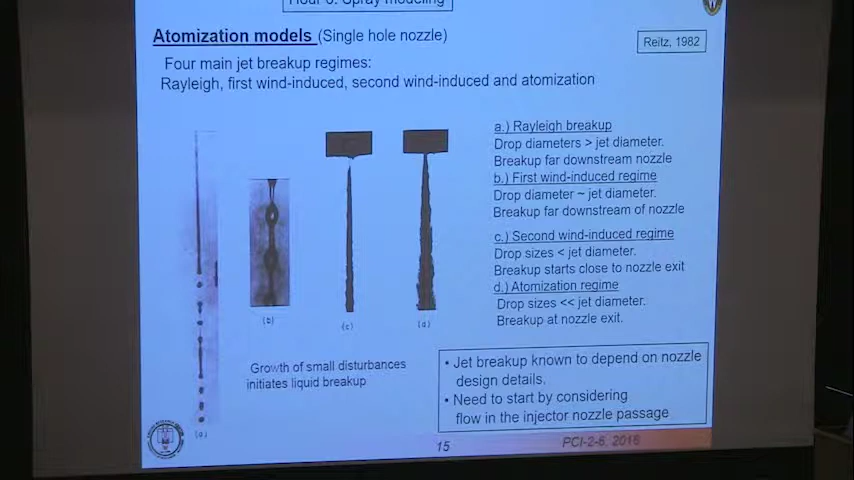 Hour 6: Spray modeling
Atomization models (Single hole nozzle)
Reitz, 1982
Four main jet breakup regimes:
Rayleigh, first wind-induced, second wind-induced and atomization
a.) Rayleigh breakup
Drop diameters > jet diameter.
Breakup far downstream nozzle
b.) First wind-induced regime
Drop diameter ~ jet diameter.
Breakup far downstream of nozzle
c.) Second wind-induced regime
Drop sizes < jet diameter.
Breakup starts close to nozzle exit
d.) Atomization regime
Drop sizes << jet diameter.
Breakup at nozzle exit.
(a)
(b)
(c)
(d)
Growth of small disturbances
initiates liquid breakup
• Jet breakup known to depend on nozzle
design details.
• Need to start by considering
flow in the injector nozzle passage
15
PCI-2-6, 2018